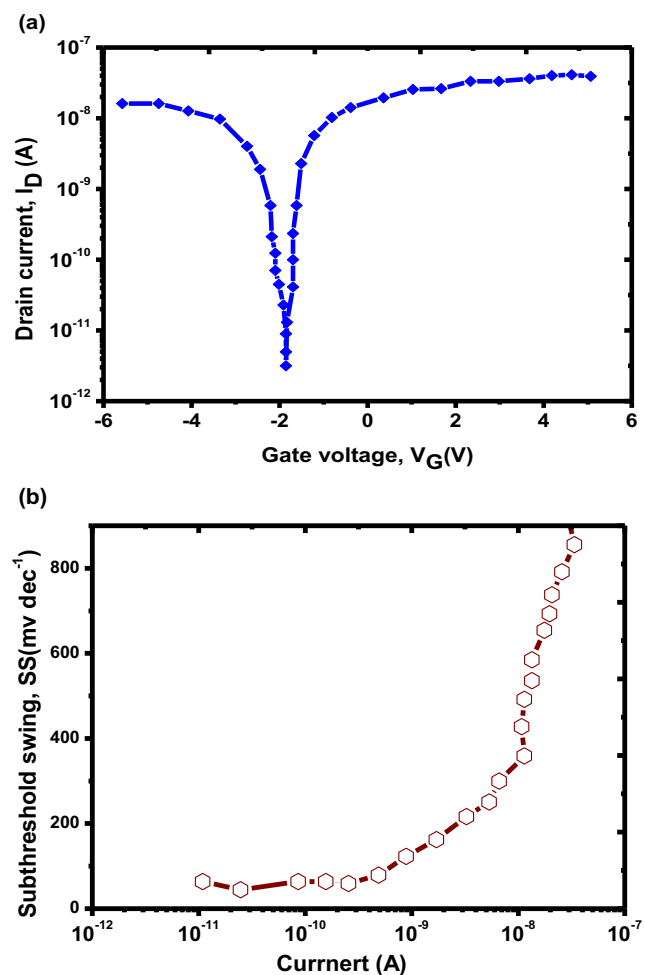 (a)
10-7
10-8
10-9
10-10
10-11
10-12
Drain current, ID (A)
-6 -4 -2 0 2 4 6
Gate voltage, VG(V)
(b)
800
600
400
200
0
Subthreshold swing, SS(mv dec-1)
10-12 10-11 10-10 10-9 10-8 10-7
Currnert (A)